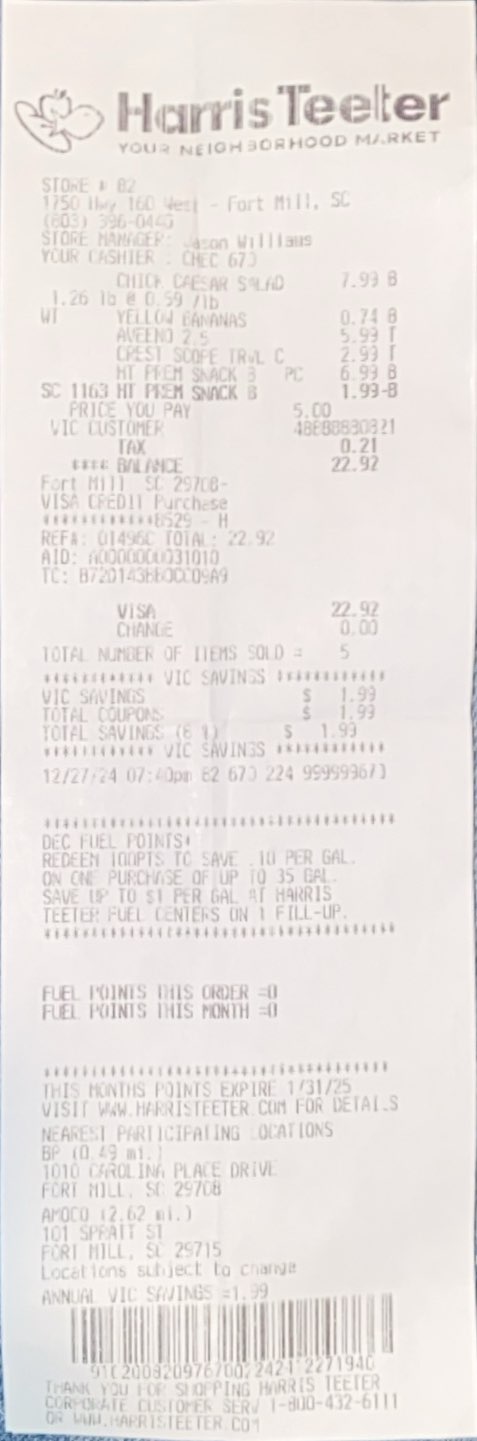 Harris Teeter
YOUR NEIGHBORHOOD MARKET
STORE # 82
1750 Hwy 160 West - Fort Mill, SC
(803) 396-0445
STORE MANAGER: Jason Williams
YOUR CASHIER : CHEC 673
CHICK CAESAR SALAD 7.99 B
1.26 lb @ 0.59 /lb
WT YELLOW BANANAS 0.74 B
AVEENO 2.5 5.99 T
CREST SCOPE TRVL C 2.99 T
HT PREM SNACK B PC 6.99 B
SC 1163 HT PREM SNACK B 1.99-B
PRICE YOU PAY 5.00
VIC CUSTOMER
TAX 0.21
**** BALANCE 22.92
Fort Mill SC 29708-
VISA CREDIT Purchase
************8529 - H
REF#: 01496C TOTAL: 22.92
AID: A0000000031010
TC:
VISA 22.92
CHANGE 0.00
TOTAL NUMBER OF ITEMS SOLD = 5
************ VIC SAVINGS ************
VIC SAVINGS $ 1.99
TOTAL COUPONS $ 1.99
TOTAL SAVINGS $ 1.99
************ VIC SAVINGS ************
12/27/24 07:40pm 82 673 224 999999673
***************************************
DEC FUEL POINTS*
REDEEM 100PTS TO SAVE .10 PER GAL.
ON ONE PURCHASE OF UP TO 35 GAL.
SAVE UP TO $1 PER GAL AT HARRIS
TEETER FUEL CENTERS ON 1 FILL-UP.
***************************************
FUEL POINTS THIS ORDER =0
FUEL POINTS THIS MONTH =0
***************************************
THIS MONTHS POINTS EXPIRE 1/31/25
VISIT WWW.HARRISTEETER.COM FOR DETAILS
NEAREST PARTICIPATING LOCATIONS
BP (0.49 mi.)
1010 CAROLINA PLACE DRIVE
FORT MILL, SC 29708
AMOCO (2.62 mi.)
101 SPRATT ST
FORT MILL, SC 29715
Locations subject to change
ANNUAL VIC SAVINGS =1.99
THANK YOU FOR SHOPPING HARRIS TEETER
CORPORATE CUSTOMER SERV 1-800-432-6111
OR WWW.HARRISTEETER.COM